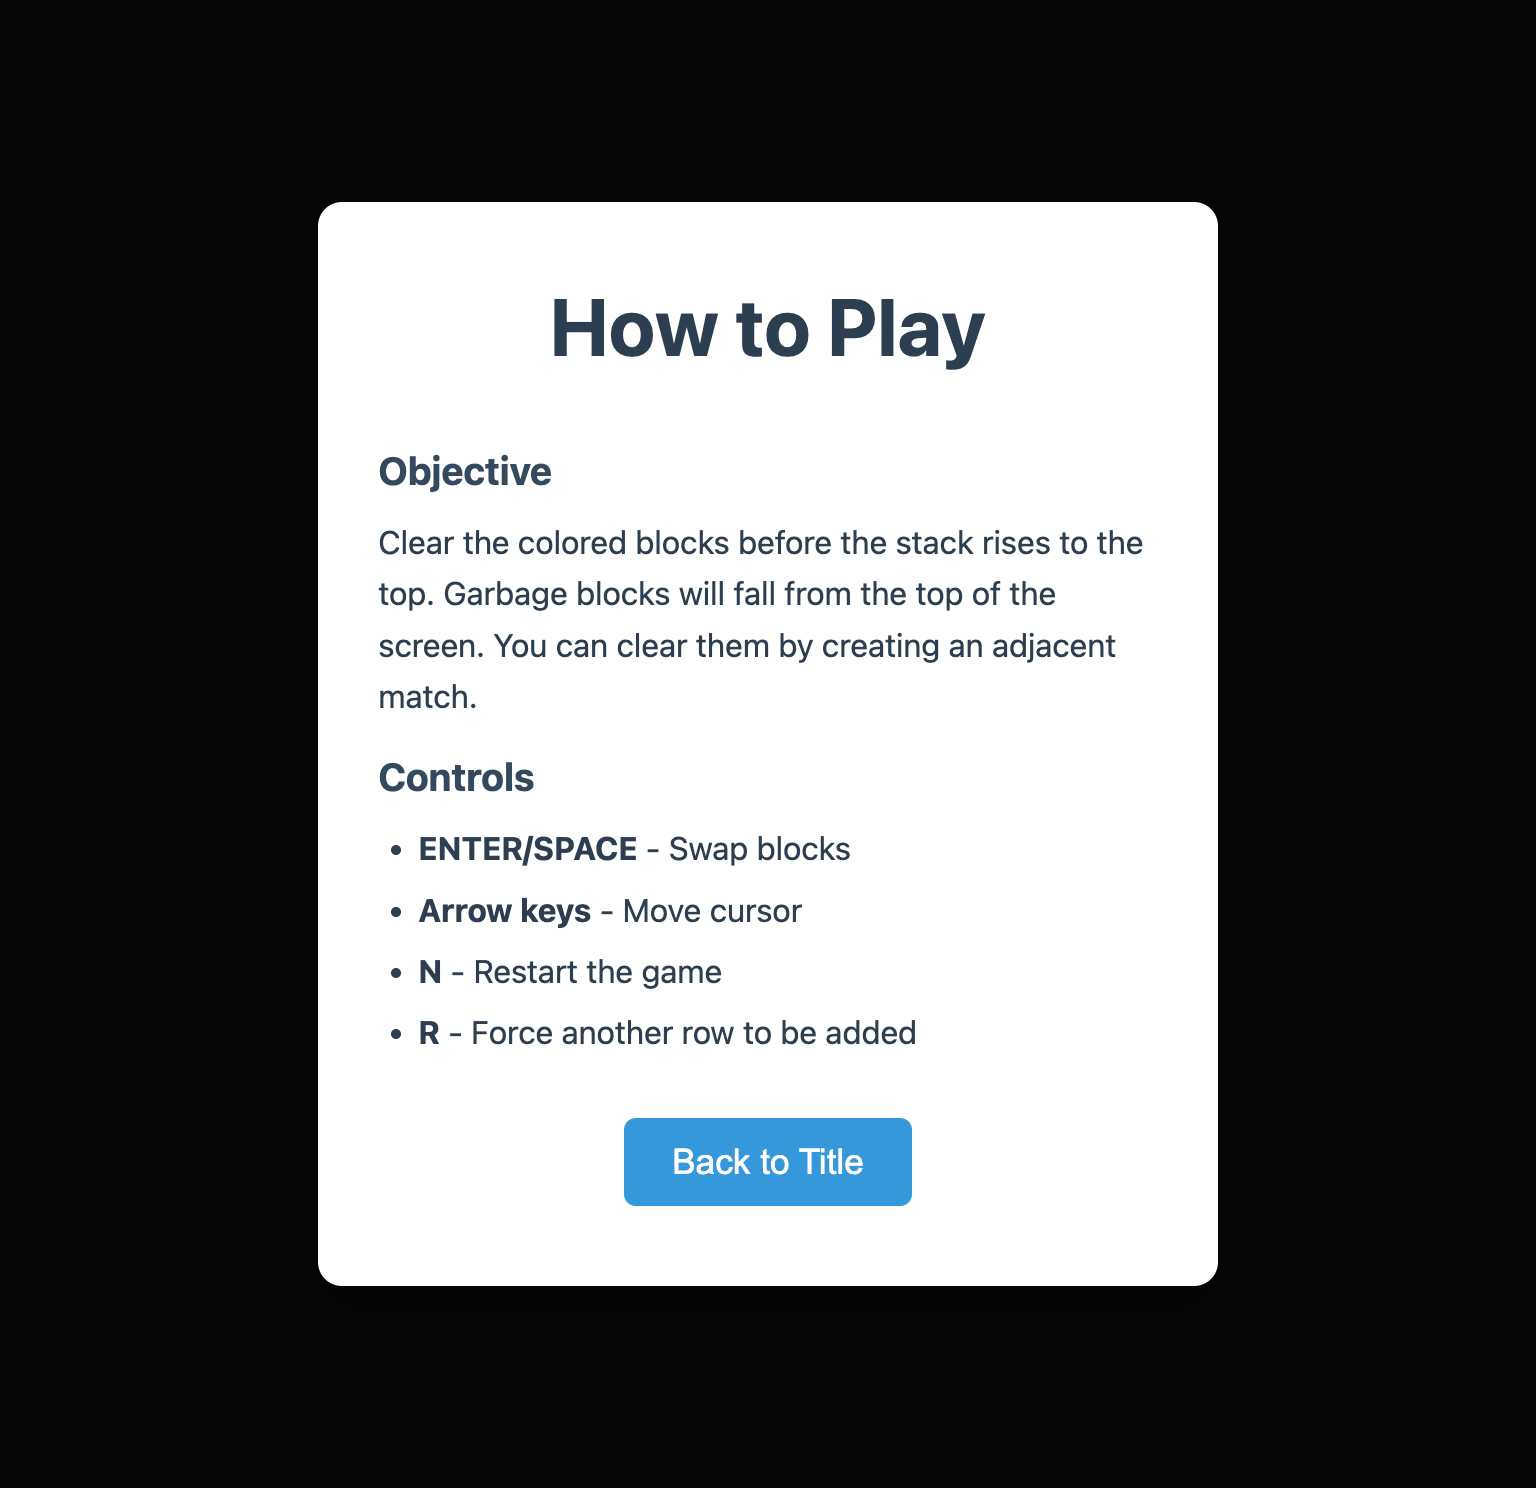 How to Play
Objective
Clear the colored blocks before the stack rises to the
top. Garbage blocks will fall from the top of the
screen. You can clear them by creating an adjacent
match.
Controls
• ENTER/SPACE - Swap blocks
• Arrow keys - Move cursor
• N - Restart the game
• R - Force another row to be added
Back to Title